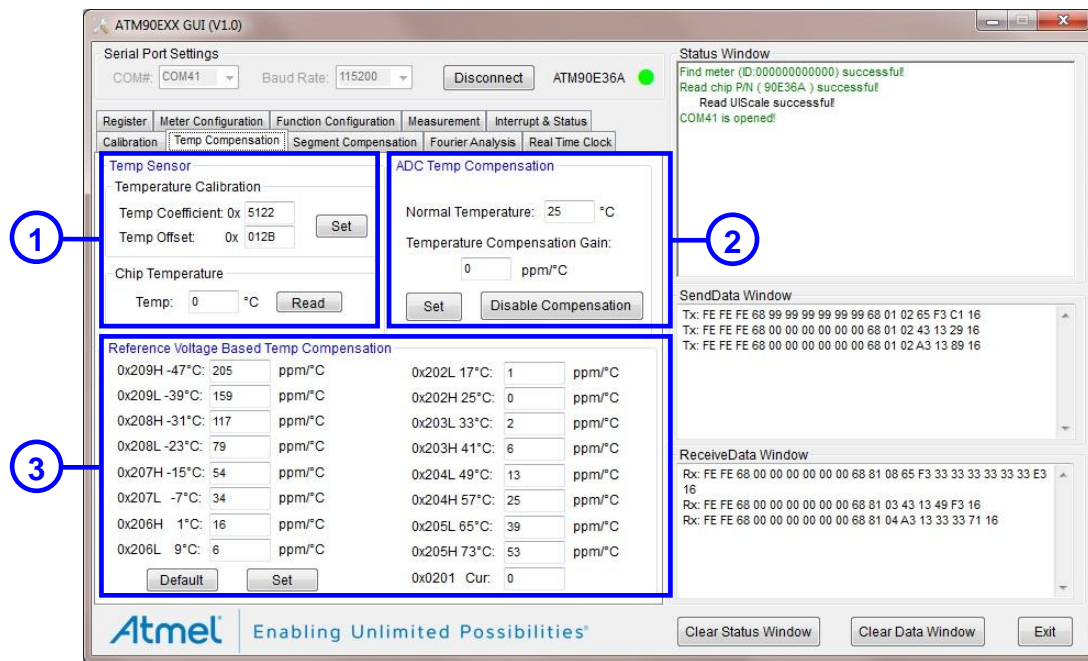 ATM90EXX GUI (V1.0)
Serial Port Settings
COM#: COM41 Baud Rate: 115200 Disconnect ATM90E36A
Register Meter Configuration Function Configuration Measurement Interrupt & Status
Calibration Temp Compensation Segment Compensation Fourier Analysis Real Time Clock
1
Temp Sensor
Temperature Calibration
Temp Coefficient: 0x 5122
Set
Temp Offset: 0x 012B
Chip Temperature
Temp: 0 °C Read
2
ADC Temp Compensation
Normal Temperature: 25 °C
Temperature Compensation Gain:
0 ppm/°C
Set Disable Compensation
3
Reference Voltage Based Temp Compensation
0x209H -47°C: 205 ppm/°C
0x209L -39°C: 159 ppm/°C
0x208H -31°C: 117 ppm/°C
0x208L -23°C: 79 ppm/°C
0x207H -15°C: 54 ppm/°C
0x207L -7°C: 34 ppm/°C
0x206H 1°C: 16 ppm/°C
0x206L 9°C: 6 ppm/°C
Default Set
0x202L 17°C: 1 ppm/°C
0x202H 25°C: 0 ppm/°C
0x203L 33°C: 2 ppm/°C
0x203H 41°C: 6 ppm/°C
0x204L 49°C: 13 ppm/°C
0x204H 57°C: 25 ppm/°C
0x205L 65°C: 39 ppm/°C
0x205H 73°C: 53 ppm/°C
0x0201 Cur: 0
Status Window
Find meter (ID:000000000000) successful!
Read chip P/N ( 90E36A ) successful!
Read UIScale successful!
COM41 is opened!
SendData Window
Tx: FE FE FE 68 99 99 99 99 99 99 68 01 02 65 F3 C1 16
Tx: FE FE FE 68 00 00 00 00 00 00 68 01 02 43 13 29 16
Tx: FE FE FE 68 00 00 00 00 00 00 68 01 02 A3 13 89 16
ReceiveData Window
Rx: FE FE 68 00 00 00 00 00 00 68 81 08 65 F3 33 33 33 33 33 33 E3
16
Rx: FE FE 68 00 00 00 00 00 00 68 81 03 43 13 49 F3 16
Rx: FE FE 68 00 00 00 00 00 00 68 81 04 A3 13 33 33 71 16
Atmel Enabling Unlimited Possibilities®
Clear Status Window Clear Data Window Exit